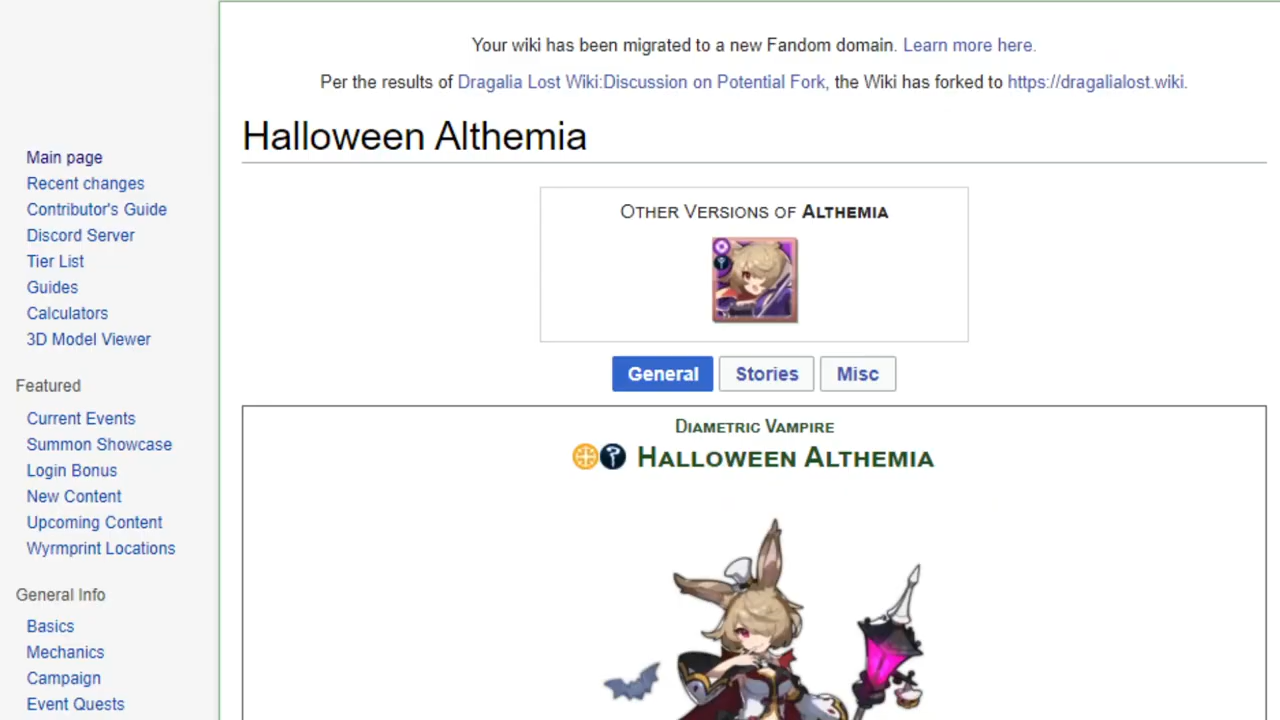 Your wiki has been migrated to a new Fandom domain. Learn more here.
Per the results of Dragalia Lost Wiki:Discussion on Potential Fork, the Wiki has forked to https://dragalialost.wiki.
Halloween Althemia
Main page
Recent changes
Contributor's Guide
Discord Server
Tier List
Guides
Calculators
3D Model Viewer
Featured
Current Events
Summon Showcase
Login Bonus
New Content
Upcoming Content
Wyrmprint Locations
General Info
Basics
Mechanics
Campaign
Event Quests
Other Versions of Althemia
General
Stories
Misc
Diametric Vampire
Halloween Althemia